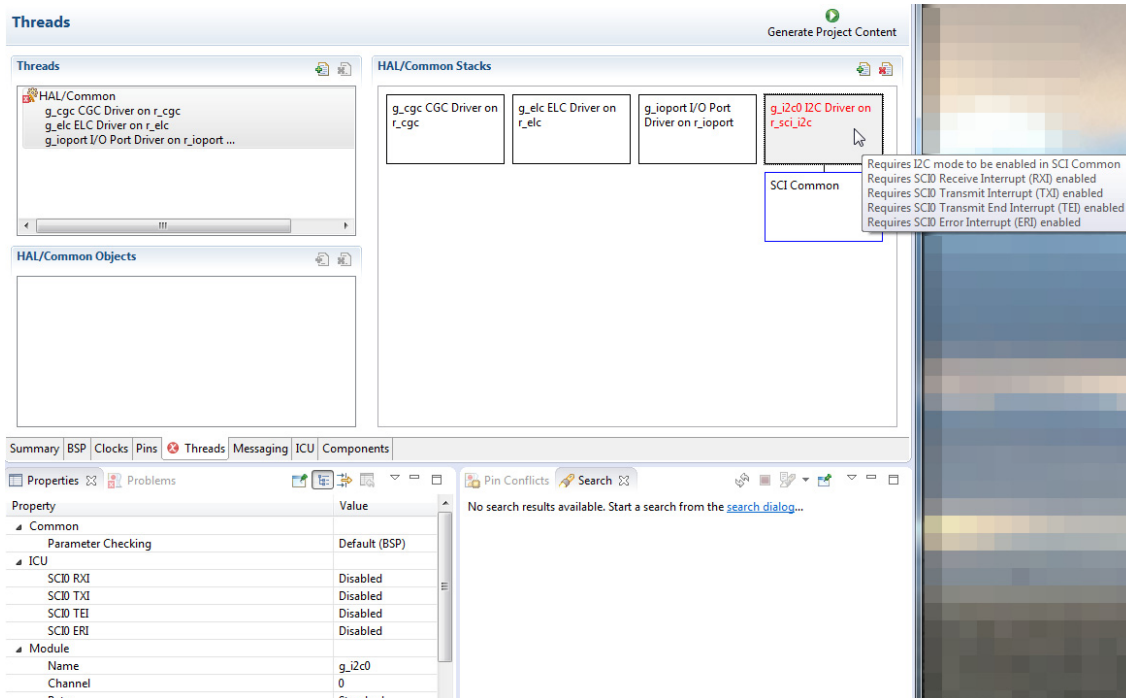 Threads
Generate Project Content
Threads
HAL/Common
g_cgc CGC Driver on r_cgc
g_elc ELC Driver on r_elc
g_ioport I/O Port Driver on r_ioport ...
HAL/Common Objects
HAL/Common Stacks
g_cgc CGC Driver on
r_cgc
g_elc ELC Driver on
r_elc
g_ioport I/O Port
Driver on r_ioport
g_i2c0 I2C Driver on
r_sci_i2c
SCI Common
Requires I2C mode to be enabled in SCI Common
Requires SCI0 Receive Interrupt (RXI) enabled
Requires SCI0 Transmit Interrupt (TXI) enabled
Requires SCI0 Transmit End Interrupt (TEI) enabled
Requires SCI0 Error Interrupt (ERI) enabled
Summary BSP Clocks Pins Threads Messaging ICU Components
Properties Problems
Property Value
Common
Parameter Checking Default (BSP)
ICU
SCI0 RXI Disabled
SCI0 TXI Disabled
SCI0 TEI Disabled
SCI0 ERI Disabled
Module
Name g_i2c0
Channel 0
Pin Conflicts Search
No search results available. Start a search from the search dialog...